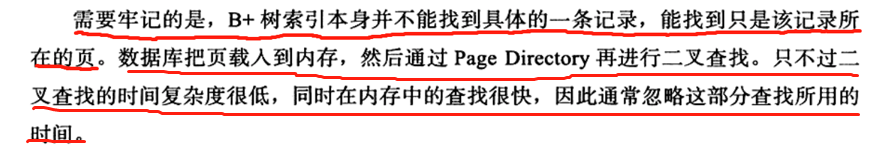 需要牢记的是，B+ 树索引本身并不能找到具体的一条记录，能找到只是该记录所
在的页。数据库把页载入到内存，然后通过 Page Directory 再进行二叉查找。只不过二
叉查找的时间复杂度很低，同时在内存中的查找很快，因此通常忽略这部分查找所用的
时间。